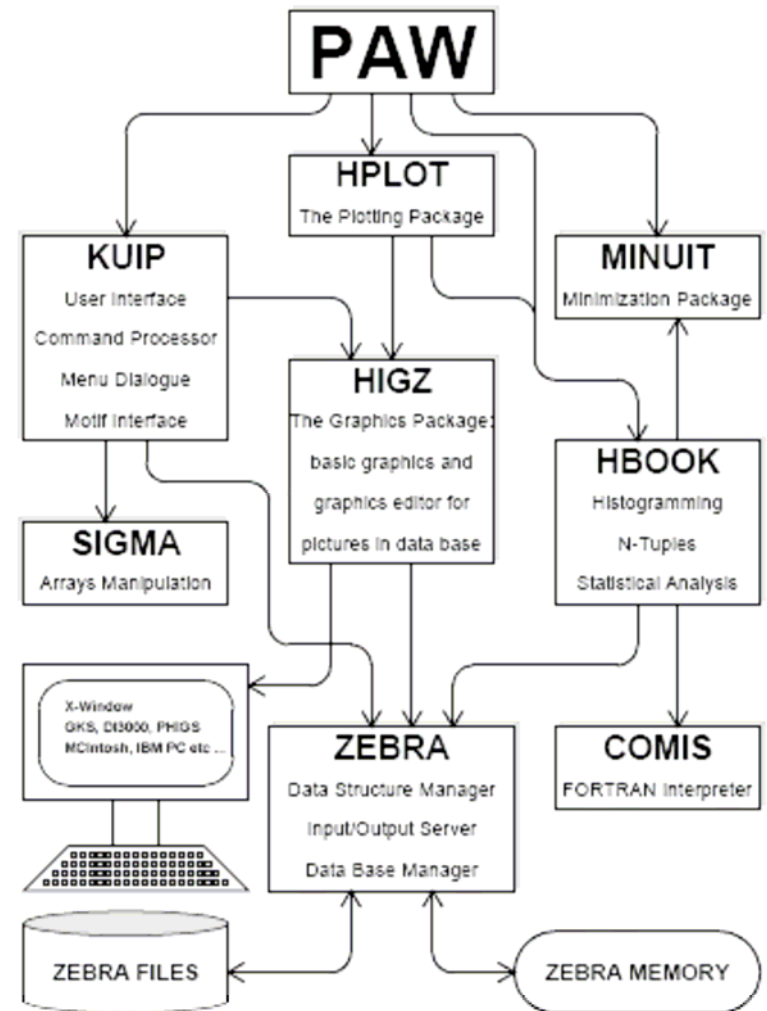 PAW
HPLOT
The Plotting Package
KUIP
User Interface
Command Processor
Menu Dialogue
Motif Interface
MINUIT
Minimization Package
HIGZ
The Graphics Package:
basic graphics and
graphics editor for
pictures in data base
HBOOK
Histogramming
N-Tuples
Statistical Analysis
SIGMA
Arrays Manipulation
X-Window
GKS, DI3000, PHIGS
MCIntosh, IBM PC etc ...
ZEBRA
Data Structure Manager
Input/Output Server
Data Base Manager
COMIS
FORTRAN Interpreter
ZEBRA FILES
ZEBRA MEMORY